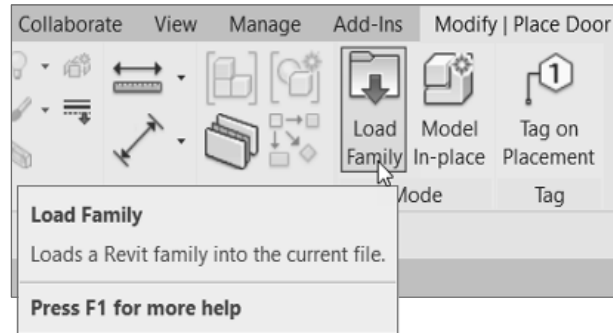 Collaborate View Manage Add-Ins Modify | Place Door
Load Family
Model In-place
1
Tag on Placement
Mode
Tag
Load Family
Loads a Revit family into the current file.
Press F1 for more help